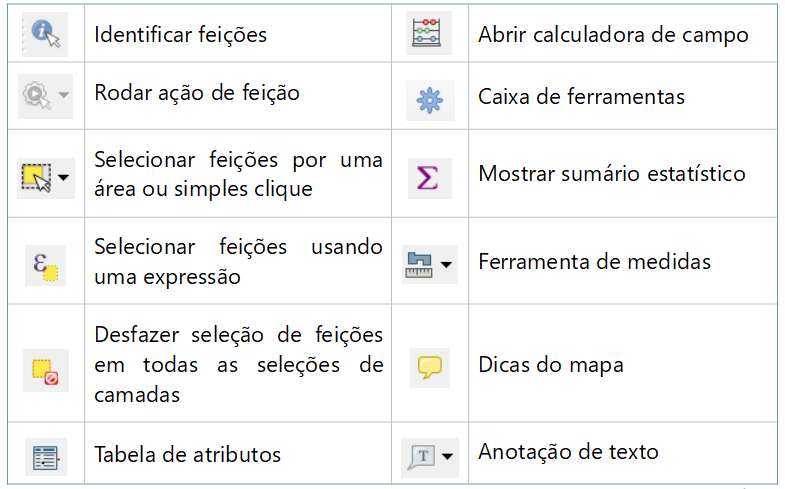 Identificar feições
Abrir calculadora de campo
Rodar ação de feição
Caixa de ferramentas
Selecionar feições por uma
área ou simples clique
Mostrar sumário estatístico
Selecionar feições usando
uma expressão
Ferramenta de medidas
Desfazer seleção de feições
em todas as seleções de
camadas
Dicas do mapa
Tabela de atributos
Anotação de texto